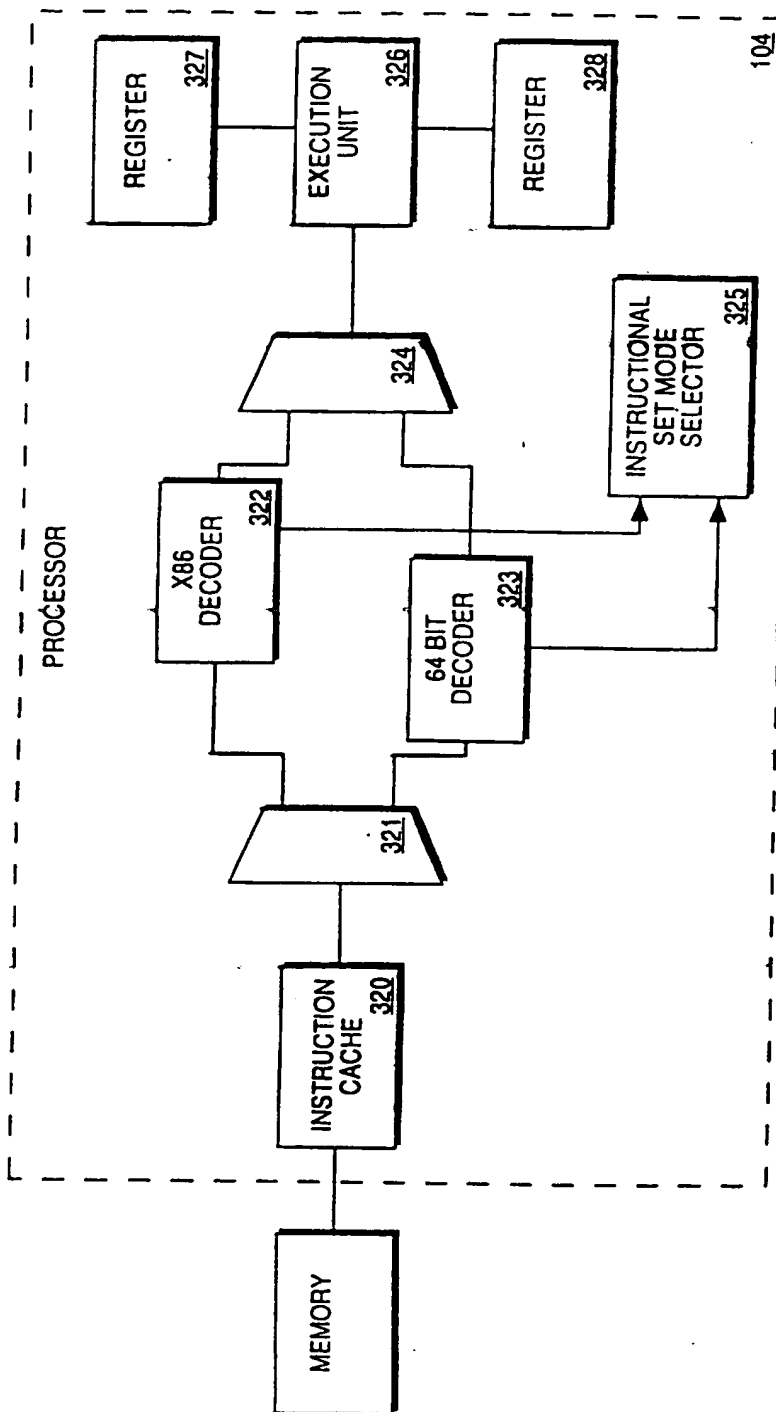 PROCESSOR
MEMORY
INSTRUCTION
CACHE
320
321
X86
DECODER
322
64 BIT
DECODER
323
324
INSTRUCTIONAL
SET MODE
SELECTOR
325
REGISTER
327
EXECUTION
UNIT
326
REGISTER
328
104